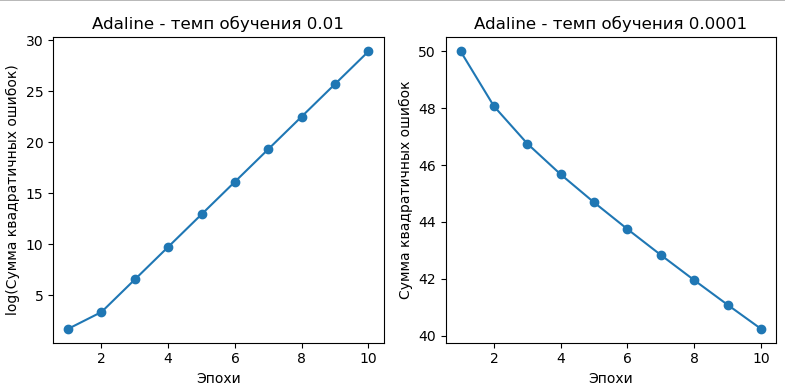 Adaline - темп обучения 0.01
log(Сумма квадратичных ошибок)
30
25
20
15
10
5
2 4 6 8 10
Эпохи
Adaline - темп обучения 0.0001
Сумма квадратичных ошибок
50
48
46
44
42
40
2 4 6 8 10
Эпохи